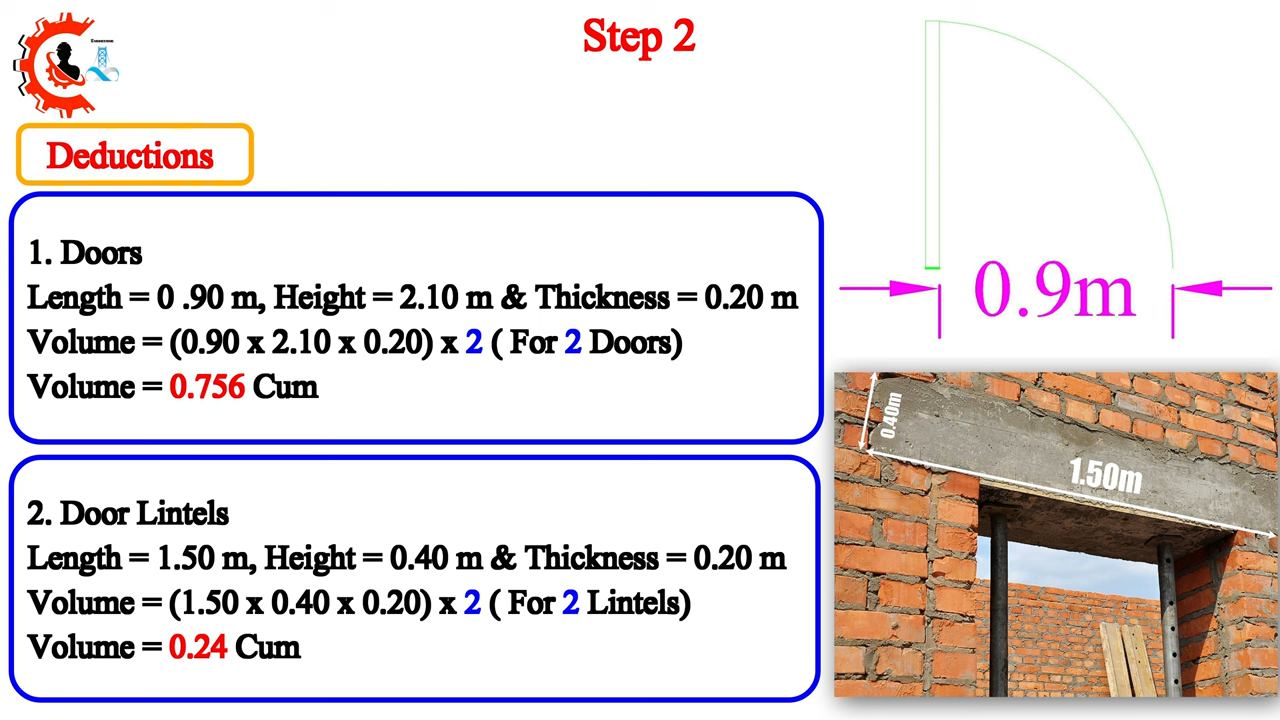 Step 2
Deductions
1. Doors
Length = 0 .90 m, Height = 2.10 m & Thickness = 0.20 m
Volume = (0.90 x 2.10 x 0.20) x 2 ( For 2 Doors)
Volume = 0.756 Cum
2. Door Lintels
Length = 1.50 m, Height = 0.40 m & Thickness = 0.20 m
Volume = (1.50 x 0.40 x 0.20) x 2 ( For 2 Lintels)
Volume = 0.24 Cum
0.9m
0.40m
1.50m